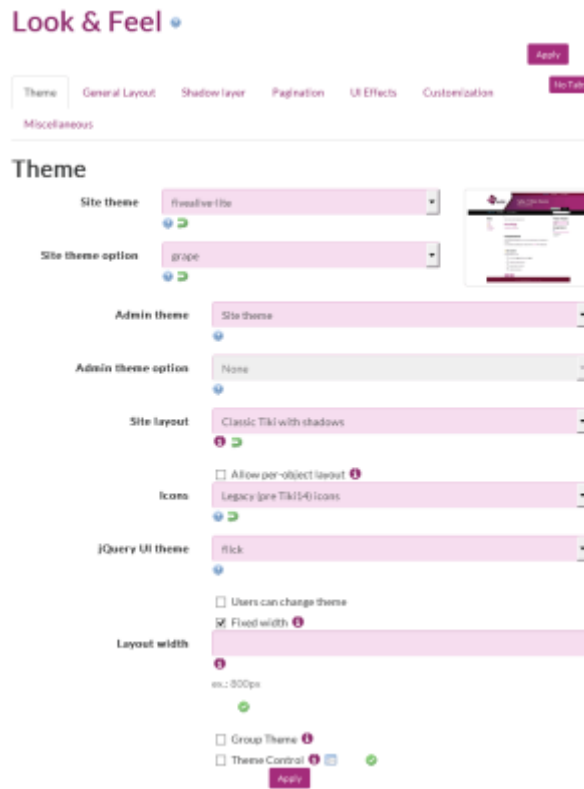 Look & Feel
Apply
Theme General Layout Shadow layer Pagination UI Effects Customization No Tabs
Miscellaneous
Theme
Site theme fivealive-lite
Site theme option grape
Admin theme Site theme
Admin theme option None
Site layout Classic Tiki with shadows
Allow per-object layout
Icons Legacy (pre Tiki14) icons
jQuery UI theme flick
Users can change theme
Fixed width
Layout width
ex.: 800px
Group Theme
Theme Control
Apply